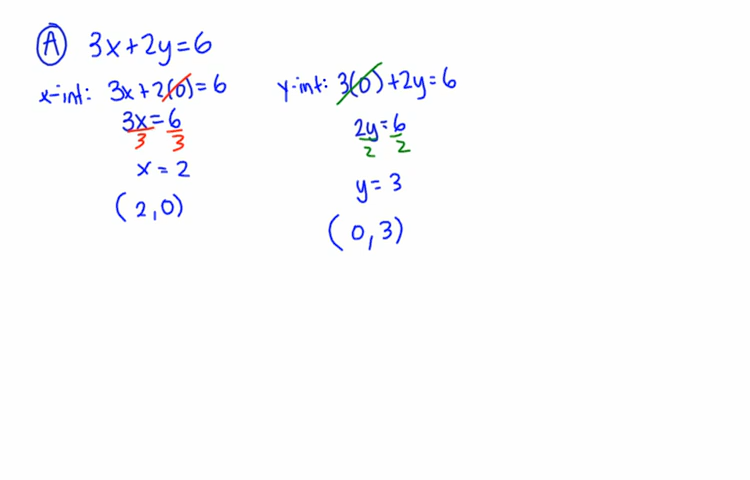 Ⓐ 3x+2y=6
x-int: 3x+2(0)=6
3x=6
3 3
x=2
(2,0)
y-int: 3(0)+2y=6
2y=6
2 2
y=3
(0,3)